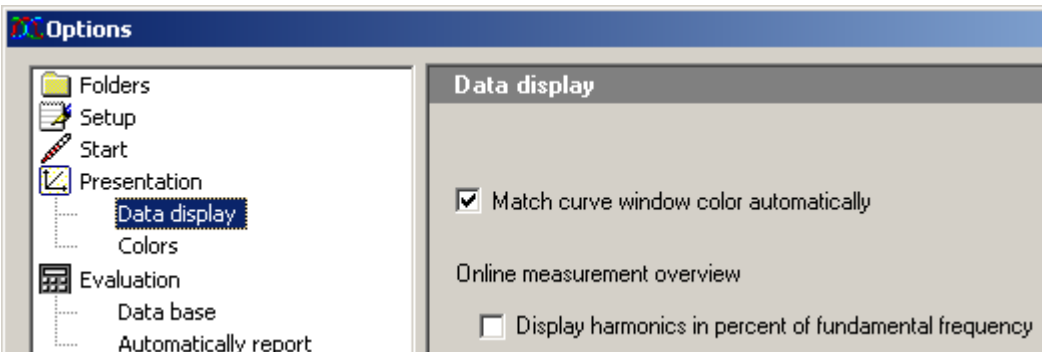 Options
Folders
Setup
Start
Presentation
Data display
Colors
Evaluation
Data base
Automatically report
Data display
Match curve window color automatically
Online measurement overview
Display harmonics in percent of fundamental frequency